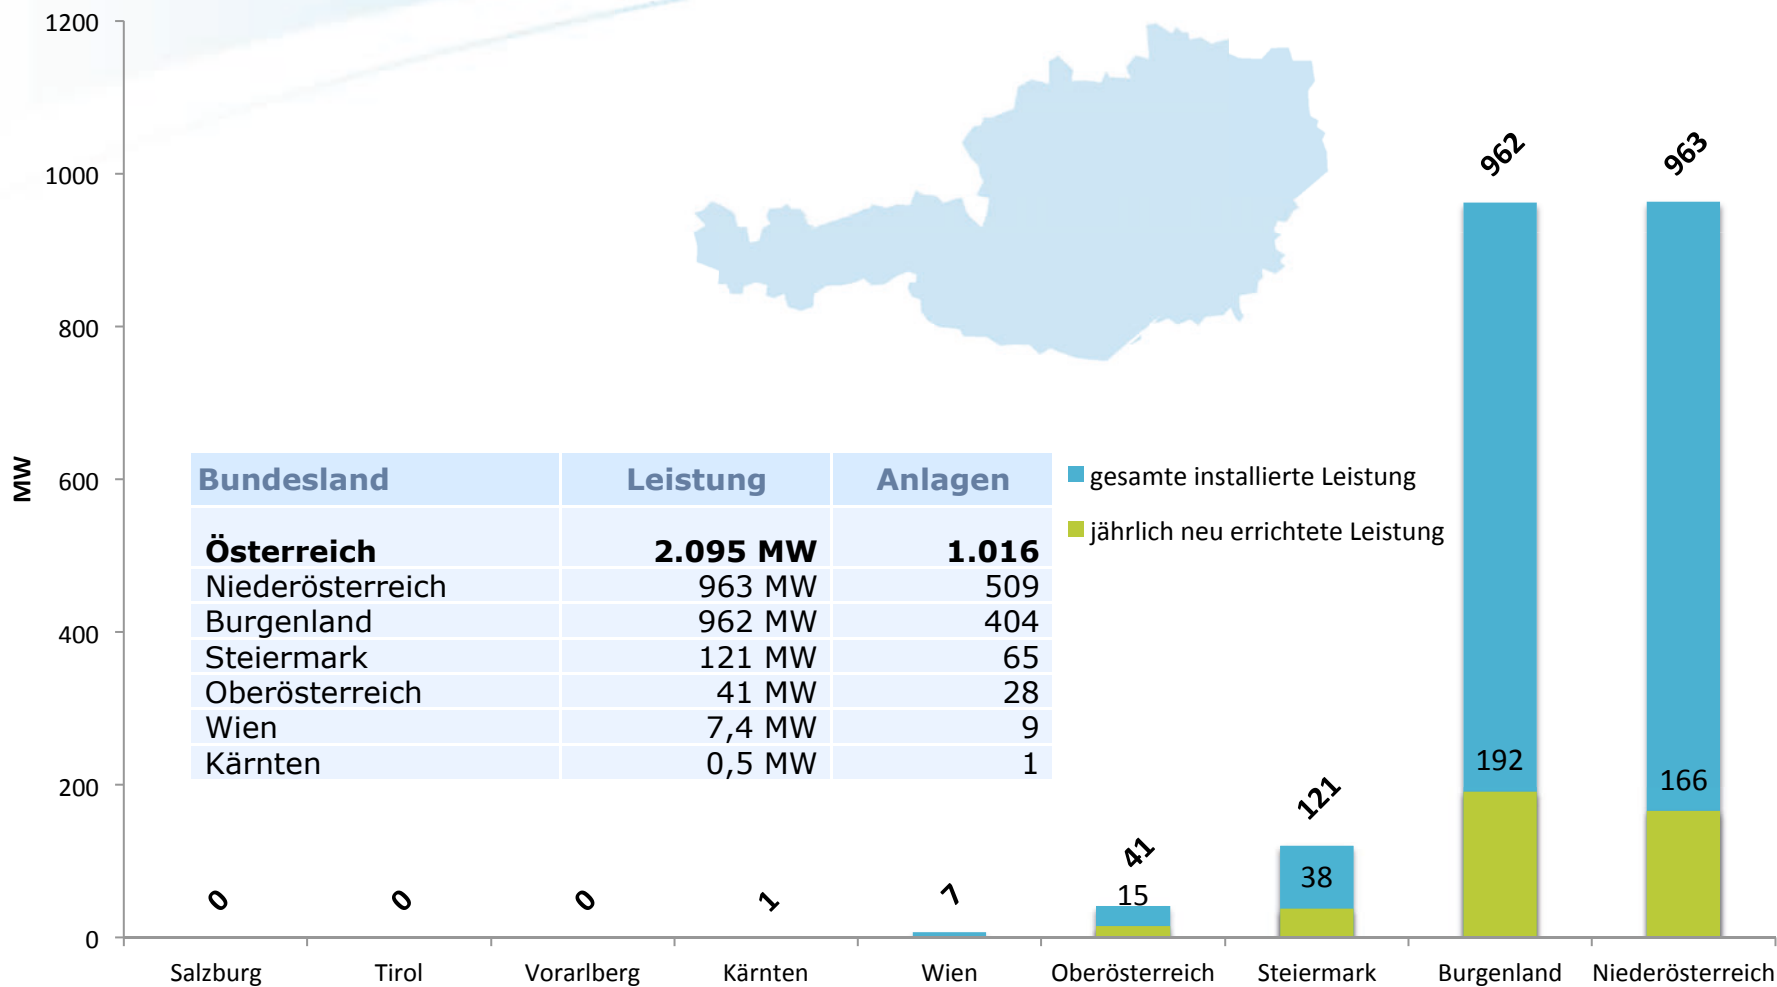 1200
1000
800
600
400
200
0
MW
962
963
Bundesland Leistung Anlagen
Österreich 2.095 MW 1.016
Niederösterreich 963 MW 509
Burgenland 962 MW 404
Steiermark 121 MW 65
Oberösterreich 41 MW 28
Wien 7,4 MW 9
Kärnten 0,5 MW 1
gesamte installierte Leistung
jährlich neu errichtete Leistung
192
166
121
38
41
15
0 0 0 1 7
Salzburg Tirol Vorarlberg Kärnten Wien Oberösterreich Steiermark Burgenland Niederösterreich